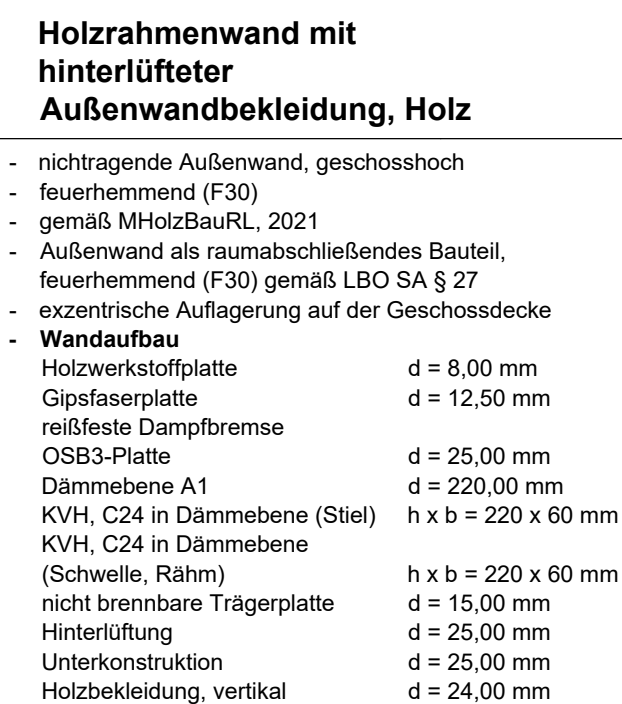 Holzrahmenwand mit
hinterlüfteter
Außenwandbekleidung, Holz
- nichtragende Außenwand, geschosshoch
- feuerhemmend (F30)
- gemäß MHolzBauRL, 2021
- Außenwand als raumabschließendes Bauteil,
feuerhemmend (F30) gemäß LBO SA § 27
- exzentrische Auflagerung auf der Geschossdecke
- Wandaufbau
Holzwerkstoffplatte d = 8,00 mm
Gipsfaserplatte d = 12,50 mm
reißfeste Dampfbremse
OSB3-Platte d = 25,00 mm
Dämmebene A1 d = 220,00 mm
KVH, C24 in Dämmebene (Stiel) h x b = 220 x 60 mm
KVH, C24 in Dämmebene
(Schwelle, Rähm) h x b = 220 x 60 mm
nicht brennbare Trägerplatte d = 15,00 mm
Hinterlüftung d = 25,00 mm
Unterkonstruktion d = 25,00 mm
Holzbekleidung, vertikal d = 24,00 mm